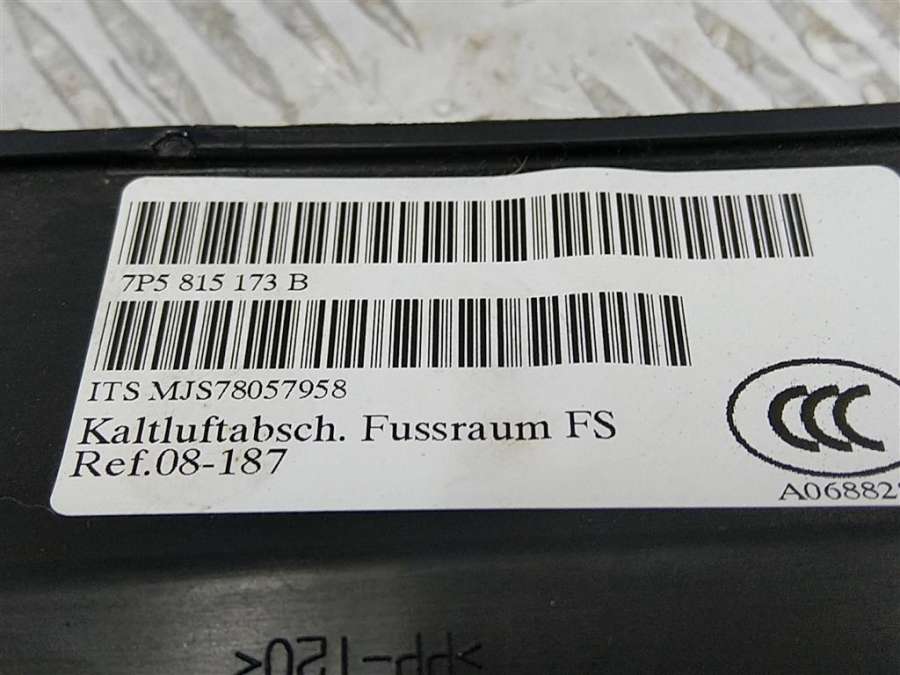 7P5 815 173 B
ITS MJS78057958
Kaltluftabsch. Fussraum FS
Ref.08-187
CCC
>PP-T20<